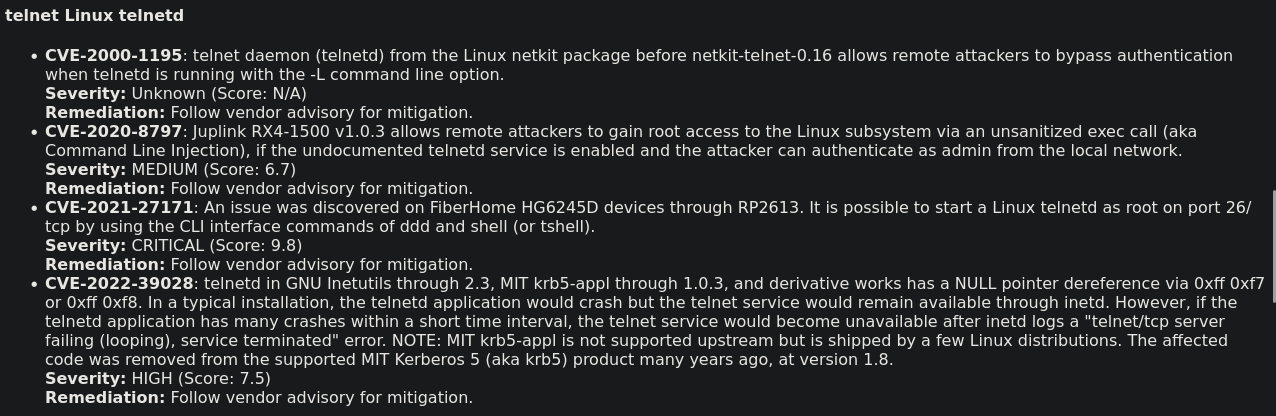 telnet Linux telnetd
• CVE-2000-1195: telnet daemon (telnetd) from the Linux netkit package before netkit-telnet-0.16 allows remote attackers to bypass authentication
when telnetd is running with the -L command line option.
Severity: Unknown (Score: N/A)
Remediation: Follow vendor advisory for mitigation.
• CVE-2020-8797: Juplink RX4-1500 v1.0.3 allows remote attackers to gain root access to the Linux subsystem via an unsanitized exec call (aka
Command Line Injection), if the undocumented telnetd service is enabled and the attacker can authenticate as admin from the local network.
Severity: MEDIUM (Score: 6.7)
Remediation: Follow vendor advisory for mitigation.
• CVE-2021-27171: An issue was discovered on FiberHome HG6245D devices through RP2613. It is possible to start a Linux telnetd as root on port 26/
tcp by using the CLI interface commands of ddd and shell (or tshell).
Severity: CRITICAL (Score: 9.8)
Remediation: Follow vendor advisory for mitigation.
• CVE-2022-39028: telnetd in GNU Inetutils through 2.3, MIT krb5-appl through 1.0.3, and derivative works has a NULL pointer dereference via 0xff 0xf7
or 0xff 0xf8. In a typical installation, the telnetd application would crash but the telnet service would remain available through inetd. However, if the
telnetd application has many crashes within a short time interval, the telnet service would become unavailable after inetd logs a "telnet/tcp server
failing (looping), service terminated" error. NOTE: MIT krb5-appl is not supported upstream but is shipped by a few Linux distributions. The affected
code was removed from the supported MIT Kerberos 5 (aka krb5) product many years ago, at version 1.8.
Severity: HIGH (Score: 7.5)
Remediation: Follow vendor advisory for mitigation.